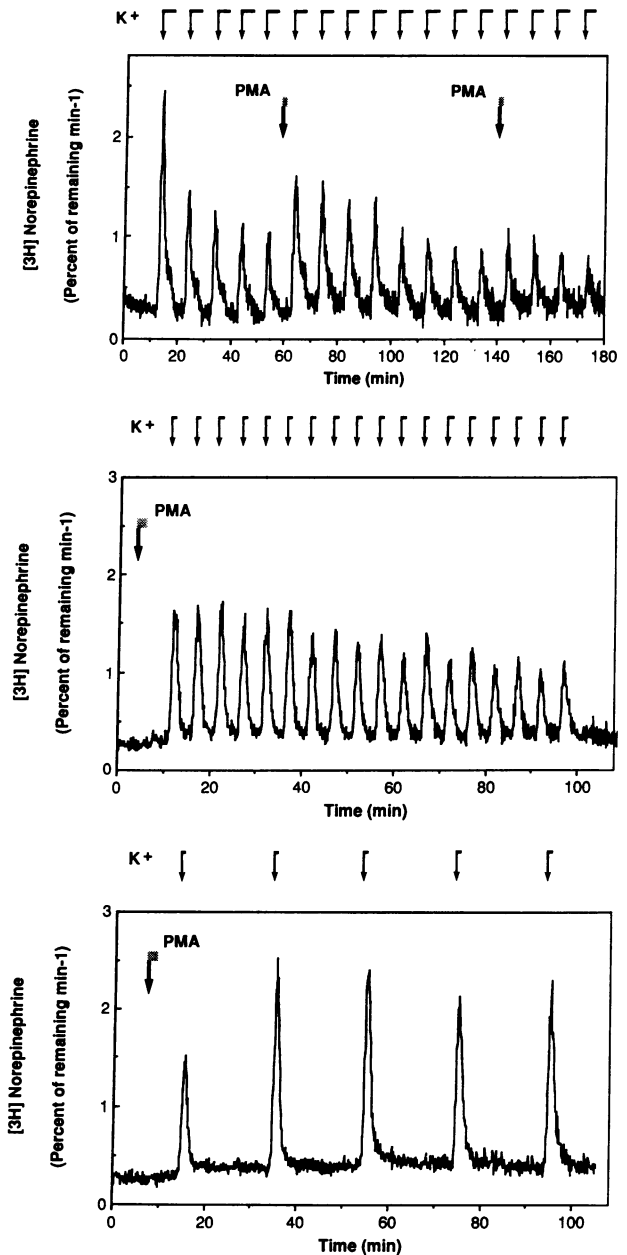 K+
3
PMA
PMA
2
1
0
[3H] Norepinephrine
(Percent of remaining min-1)
0 20 40 60 80 100 120 140 160 180
Time (min)
K+
3
PMA
2
1
0
[3H] Norepinephrine
(Percent of remaining min-1)
0 20 40 60 80 100
Time (min)
K+
3
PMA
2
1
0
[3H] Norepinephrine
(Percent of remaining min-1)
0 20 40 60 80 100
Time (min)